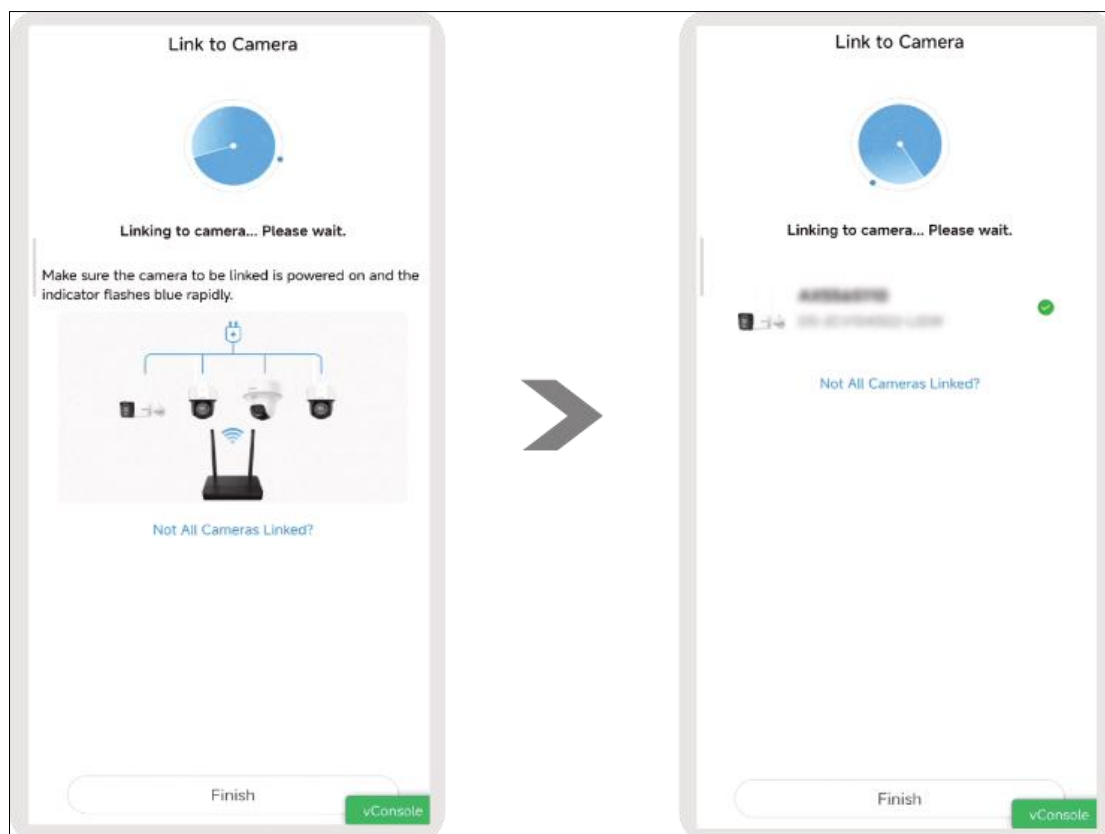 Link to Camera
Linking to camera... Please wait.
Make sure the camera to be linked is powered on and the
indicator flashes blue rapidly.
Not All Cameras Linked?
Finish
vConsole
Link to Camera
Linking to camera... Please wait.
Not All Cameras Linked?
Finish
vConsole